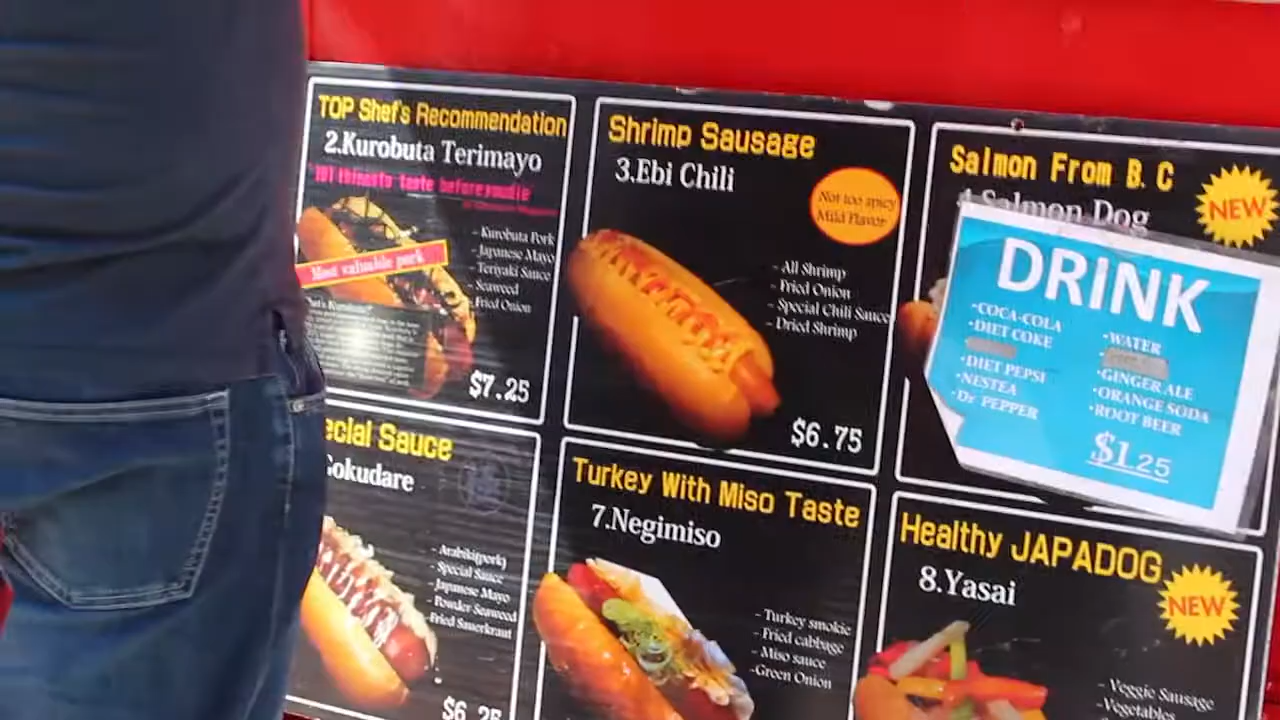 TOP Shef's Recommendation
2.Kurobuta Terimayo
Most valuable pork
- Kurobuta Pork
- Japanese Mayo
- Teriyaki Sauce
- Seaweed
- Fried Onion
$7.25
Shrimp Sausage
3.Ebi Chili
Not too spicy
Mild Flavor
- All Shrimp
- Fried Onion
- Special Chili Sauce
- Dried Shrimp
$6.75
Salmon From B.C
4.Salmon Dog
NEW
DRINK
·COCA-COLA
·DIET COKE
·DIET PEPSI
·NESTEA
·Dr PEPPER
·WATER
·GINGER ALE
·ORANGE SODA
·ROOT BEER
$1.25
ecial Sauce
Gokudare
- Arabiki(pork)
- Special Sauce
- Japanese Mayo
- Powder Seaweed
- Fried Sauerkraut
$6.25
Turkey With Miso Taste
7.Negimiso
- Turkey smokie
- Fried cabbage
- Miso sauce
-Green Onion
Healthy JAPADOG
8.Yasai
NEW
- Veggie Sausage
- Vegetables